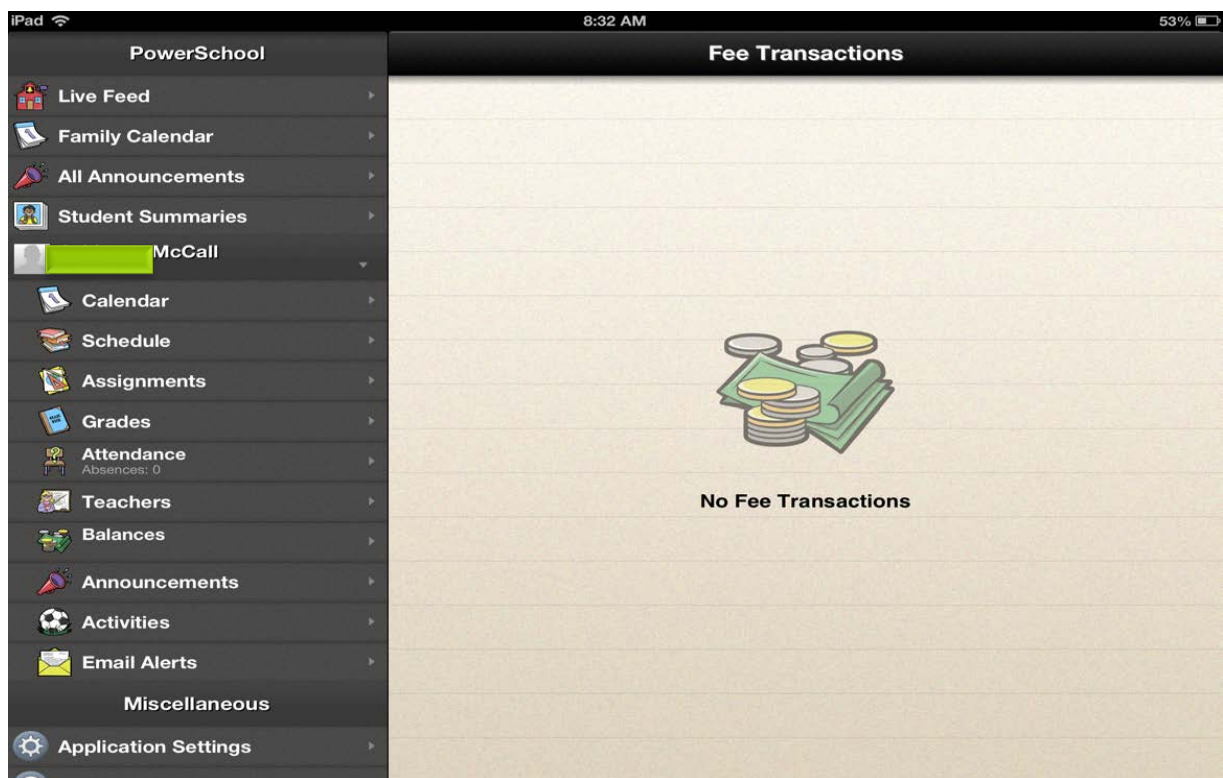 iPad
8:32 AM
53%
PowerSchool
Fee Transactions
Live Feed
Family Calendar
All Announcements
Student Summaries
McCall
Calendar
Schedule
Assignments
Grades
Attendance
Absences: 0
Teachers
No Fee Transactions
Balances
Announcements
Activities
Email Alerts
Miscellaneous
Application Settings